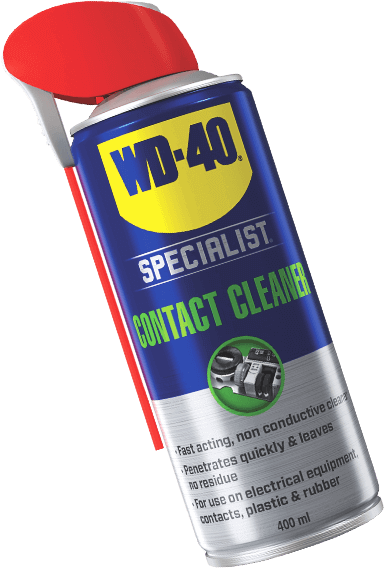 WD-40®
SPECIALIST®
CONTACT CLEANER
• Fast acting, non conductive cleaner
• Penetrates quickly & leaves
no residue
• For use on electrical equipment,
contacts, plastic & rubber
400 ml